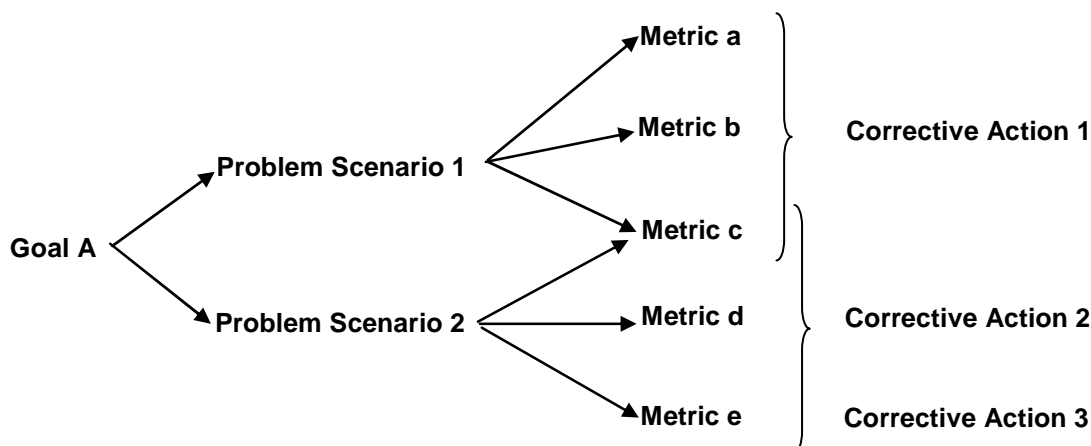 Metric a
Metric b
Corrective Action 1
Problem Scenario 1
Metric c
Goal A
Metric d
Corrective Action 2
Problem Scenario 2
Metric e
Corrective Action 3